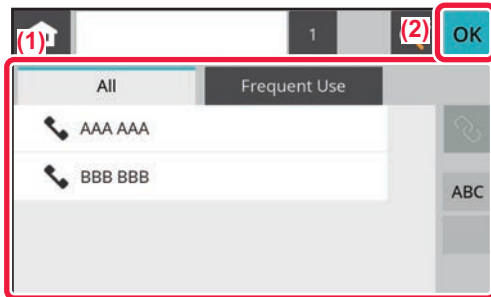 (1)
1
(2)
OK
All
Frequent Use
AAA AAA
BBB BBB
ABC